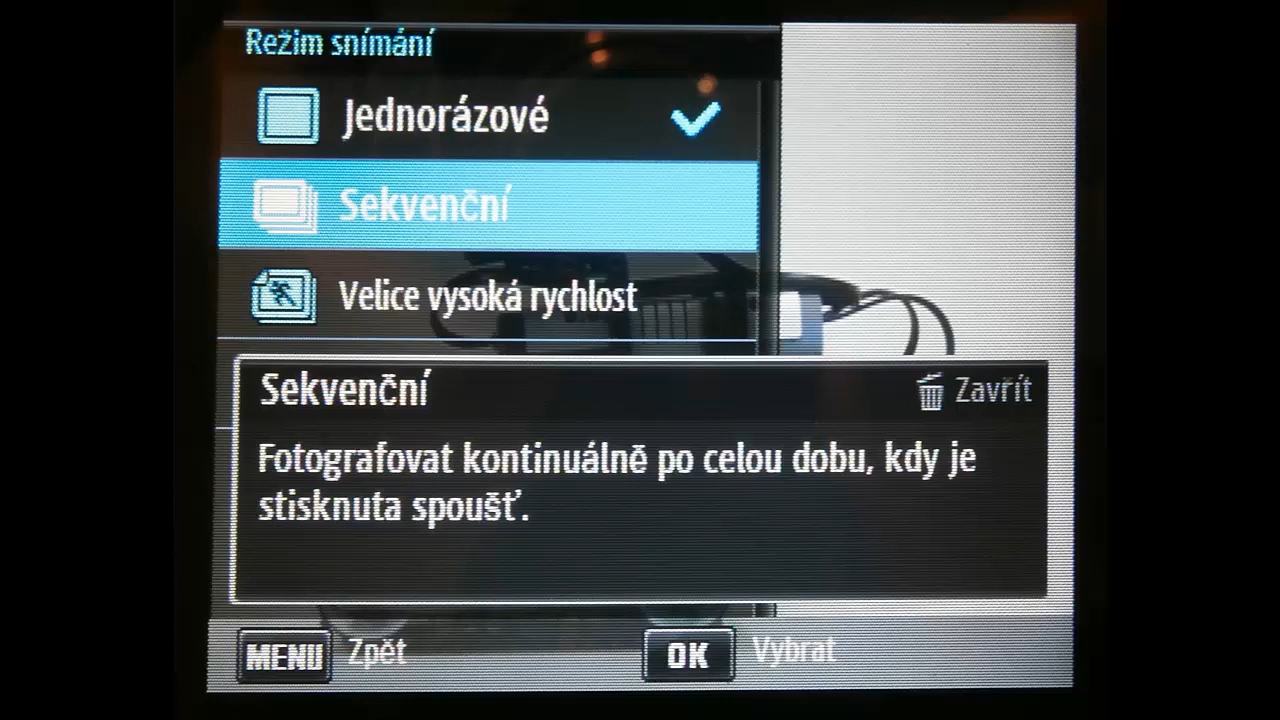 Režim snímání
Jednorázové
Sekvenční
Velice vysoká rychlost
Sekvenční
Zavřít
Fotografovat kontinuálně po celou dobu, kdy je
stisknuta spoušť.
MENU Zpět
OK Vybrat